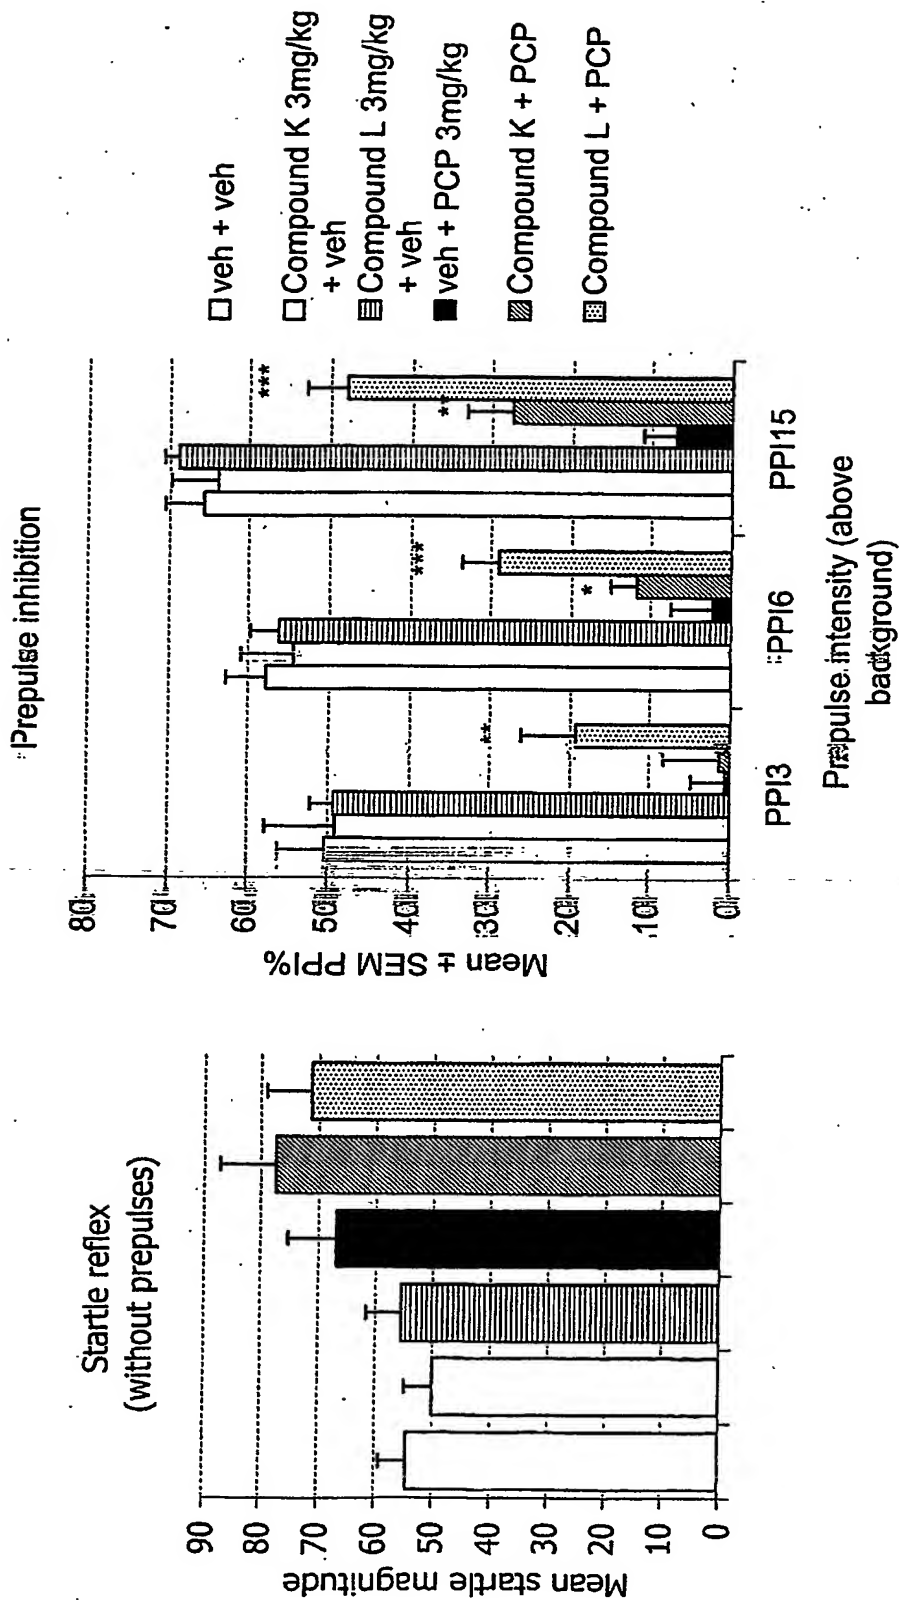 Startle reflex
(without prepulses)
Mean startle magnitude
90
80
70
60
50
40
30
20
10
0
Prepulse inhibition
Mean ± SEM PPI%
80
70
60
50
40
30
20
10
0
**
*
***
**
***
PPI3
PPI6
PPI15
Prepulse intensity (above
background)
veh + veh
Compound K 3mg/kg
+ veh
Compound L 3mg/kg
+ veh
veh + PCP 3mg/kg
Compound K + PCP
Compound L + PCP